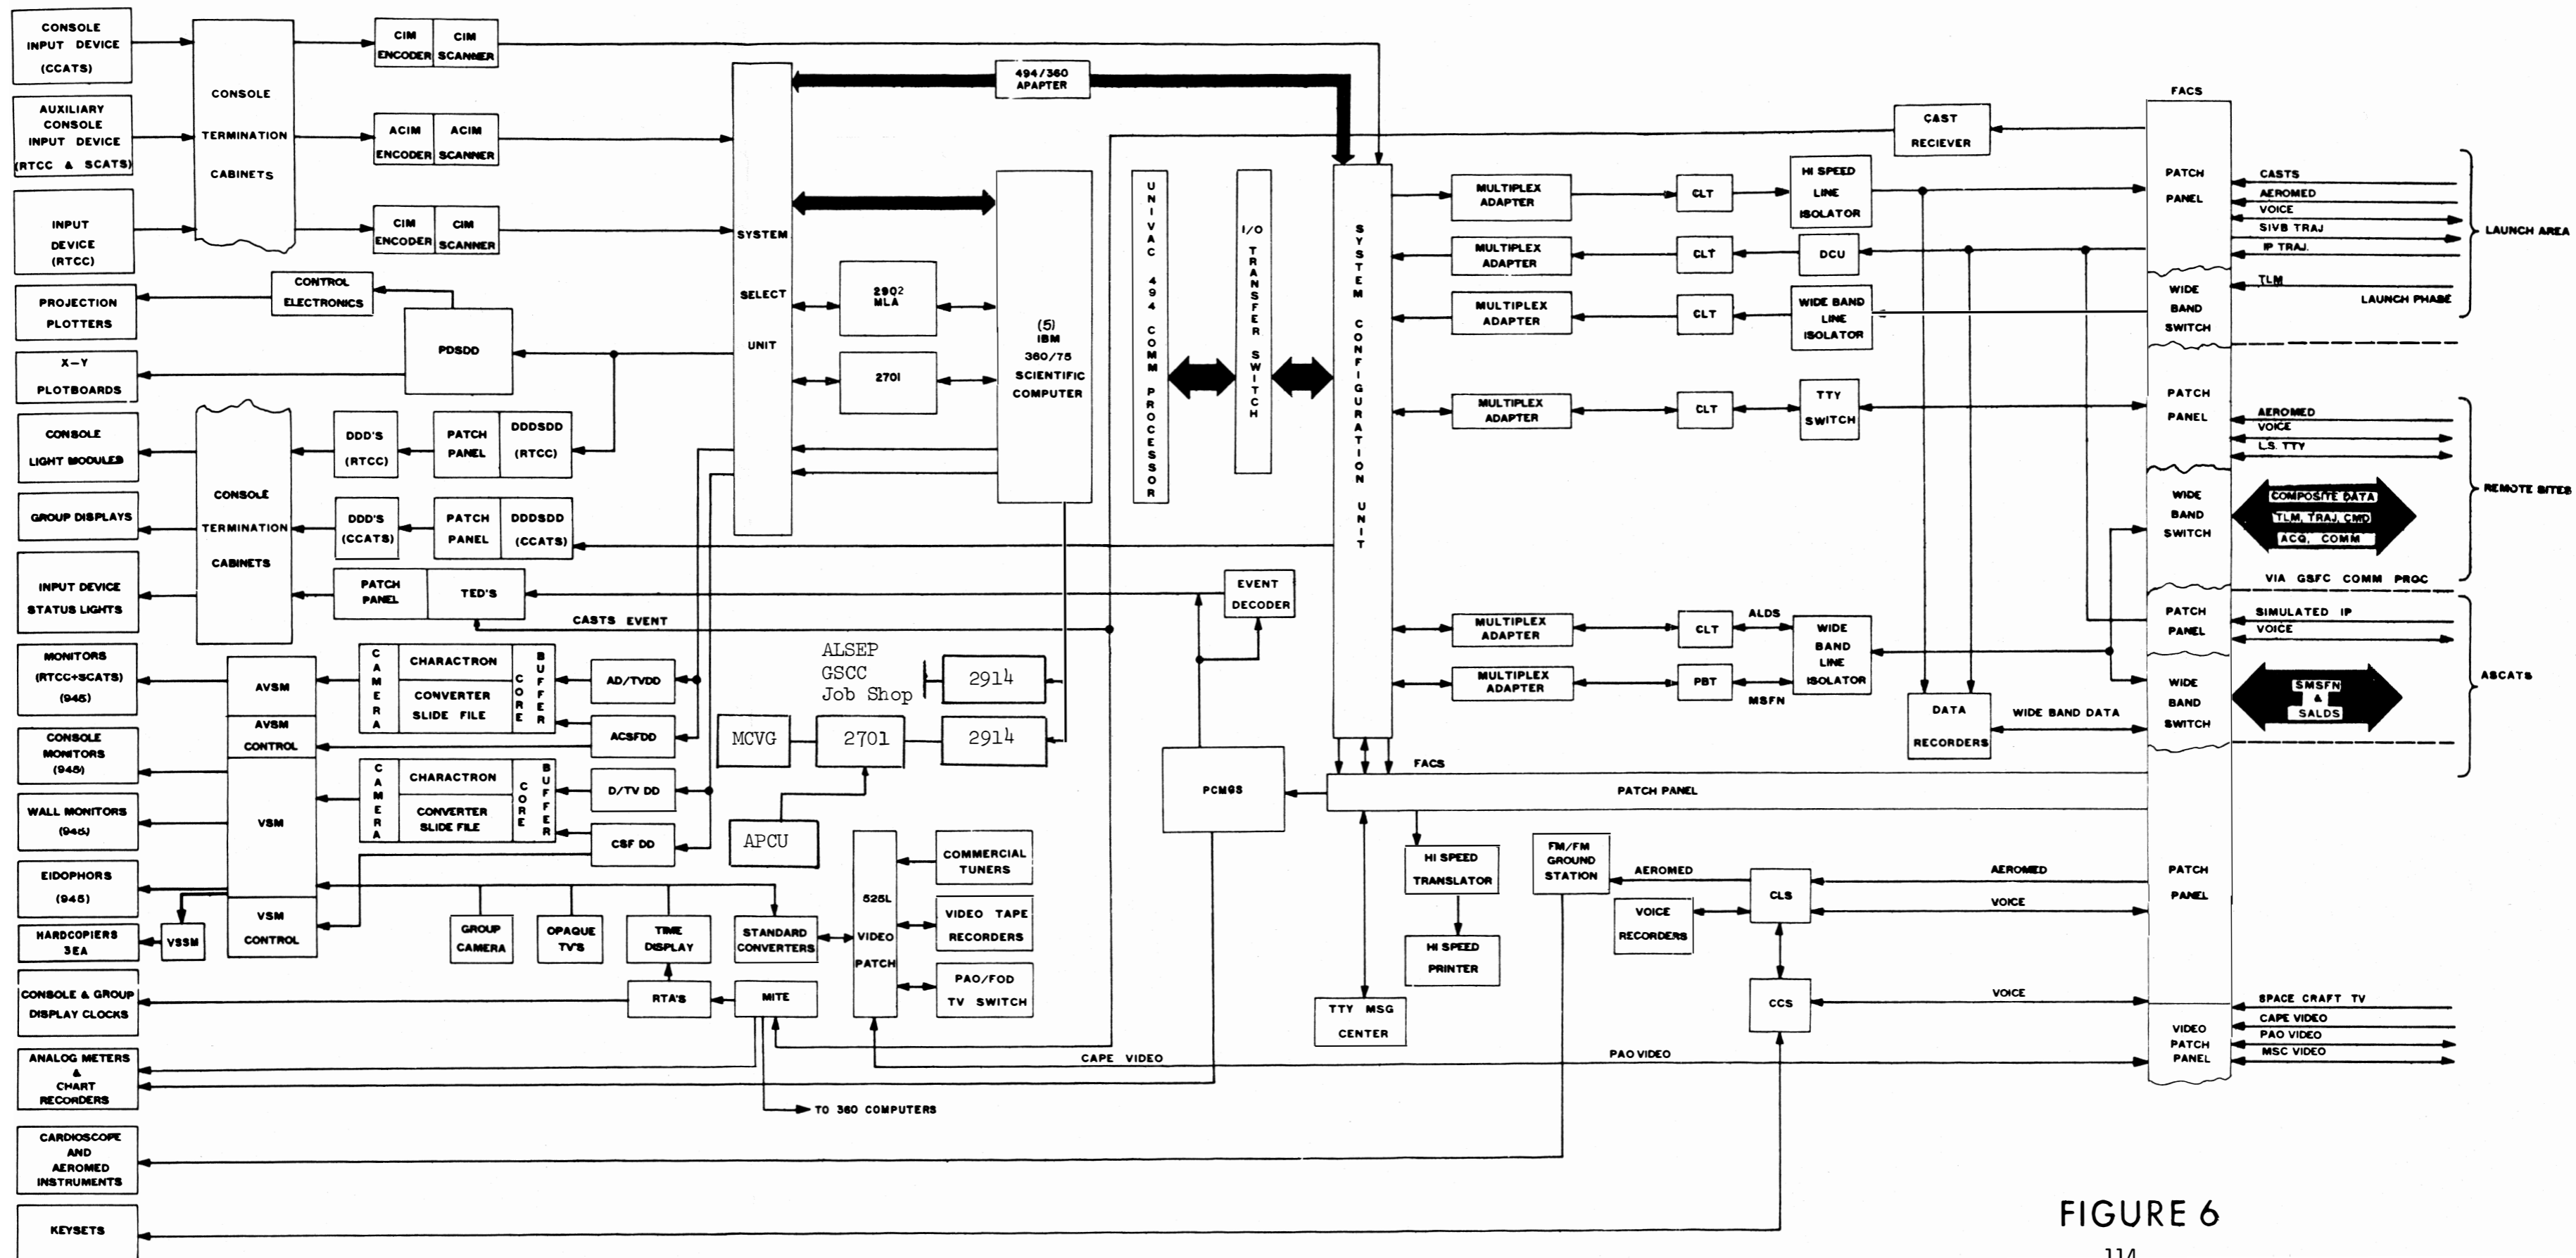 CONSOLE
INPUT DEVICE
(CCATS)
AUXILIARY
CONSOLE
INPUT DEVICE
(RTCC & SCATS)
INPUT
DEVICE
(RTCC)
PROJECTION
PLOTTERS
X-Y
PLOTBOARDS
CONSOLE
LIGHT MODULES
GROUP DISPLAYS
INPUT DEVICE
STATUS LIGHTS
MONITORS
(RTCC+SCATS)
(945)
CONSOLE
MONITORS
(945)
WALL MONITORS
(945)
EIDOPHORS
(945)
HARDCOPIERS
3EA
CONSOLE & GROUP
DISPLAY CLOCKS
ANALOG METERS
&
CHART
RECORDERS
CARDIOSCOPE
AND
AEROMED
INSTRUMENTS
KEYSETS
CONSOLE
TERMINATION
CABINETS
CIM
ENCODER
CIM
SCANNER
ACIM
ENCODER
ACIM
SCANNER
CIM
ENCODER
CIM
SCANNER
CONTROL
ELECTRONICS
PDSDD
CONSOLE
TERMINATION
CABINETS
DDD'S
(RTCC)
PATCH
PANEL
DDDSDD
(RTCC)
DDD'S
(CCATS)
PATCH
PANEL
DDDSDD
(CCATS)
PATCH
PANEL
TED'S
CASTS EVENT
AVSM
AVSM
CONTROL
VSM
VSM
CONTROL
VSSM
CAMERA
CHARACTRON
CONVERTER
SLIDE FILE
CORE
BUFFER
AD/TVDD
ACSFDD
CAMERA
CHARACTRON
CONVERTER
SLIDE FILE
CORE
BUFFER
D/TV DD
CSF DD
GROUP
CAMERA
OPAQUE
TV'S
TIME
DISPLAY
STANDARD
CONVERTERS
RTA'S
MITE
TO 360 COMPUTERS
SYSTEM
SELECT
UNIT
494/360
APAPTER
2902
MLA
2701
(5)
IBM
360/75
SCIENTIFIC
COMPUTER
ALSEP
GSCC
Job Shop
2914
MCVG
2701
2914
APCU
525L
VIDEO
PATCH
COMMERCIAL
TUNERS
VIDEO TAPE
RECORDERS
PAO/FOD
TV SWITCH
CAPE VIDEO
PAO VIDEO
UNIVAC 494 COMM PROCESSOR
I/O TRANSFER SWITCH
SYSTEM CONFIGURATION UNIT
EVENT
DECODER
PCMGS
FACS
PATCH PANEL
HI SPEED
TRANSLATOR
HI SPEED
PRINTER
TTY MSG
CENTER
MULTIPLEX
ADAPTER
CLT
HI SPEED
LINE
ISOLATOR
MULTIPLEX
ADAPTER
CLT
DCU
MULTIPLEX
ADAPTER
CLT
WIDE BAND
LINE
ISOLATOR
MULTIPLEX
ADAPTER
CLT
TTY
SWITCH
MULTIPLEX
ADAPTER
CLT
ALDS
WIDE
BAND
LINE
ISOLATOR
MULTIPLEX
ADAPTER
PBT
MSFN
CAST
RECIEVER
DATA
RECORDERS
WIDE BAND DATA
FM/FM
GROUND
STATION
AEROMED
VOICE
RECORDERS
CLS
AEROMED
VOICE
CCS
VOICE
FACS
PATCH
PANEL
WIDE
BAND
SWITCH
PATCH
PANEL
WIDE
BAND
SWITCH
PATCH
PANEL
WIDE
BAND
SWITCH
PATCH
PANEL
VIDEO
PATCH
PANEL
CASTS
AEROMED
VOICE
SIVB TRAJ
IP TRAJ.
TLM
LAUNCH PHASE
LAUNCH AREA
AEROMED
VOICE
L.S. TTY
COMPOSITE DATA
TLM, TRAJ, CMD
ACQ, COMM
REMOTE SITES
VIA GSFC COMM PROC
SIMULATED IP
VOICE
SMSFN
&
SALDS
ASCATS
SPACE CRAFT TV
CAPE VIDEO
PAO VIDEO
MSC VIDEO
FIGURE 6
114